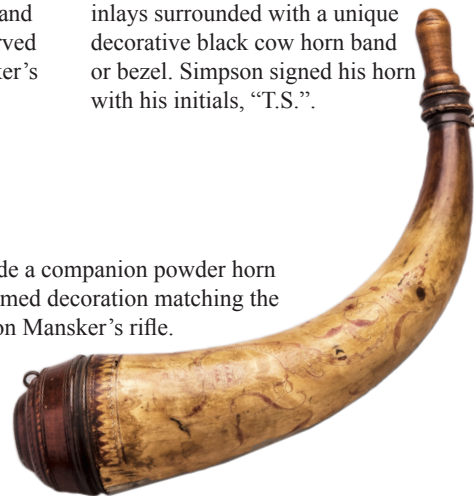 and
rved
ker’s
inlays surrounded with a unique
decorative black cow horn band
or bezel. Simpson signed his horn
with his initials, “T.S.”.
de a companion powder horn
med decoration matching the
on Mansker’s rifle.